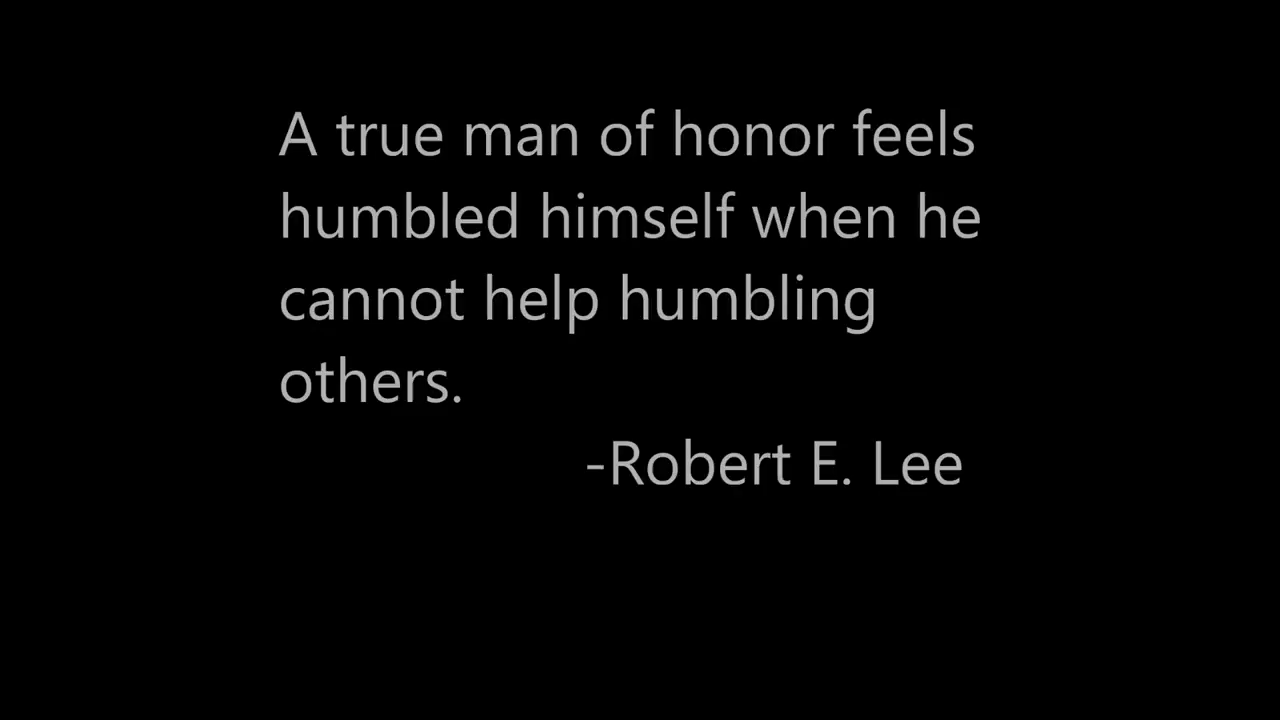 A true man of honor feels
humbled himself when he
cannot help humbling
others.
-Robert E. Lee